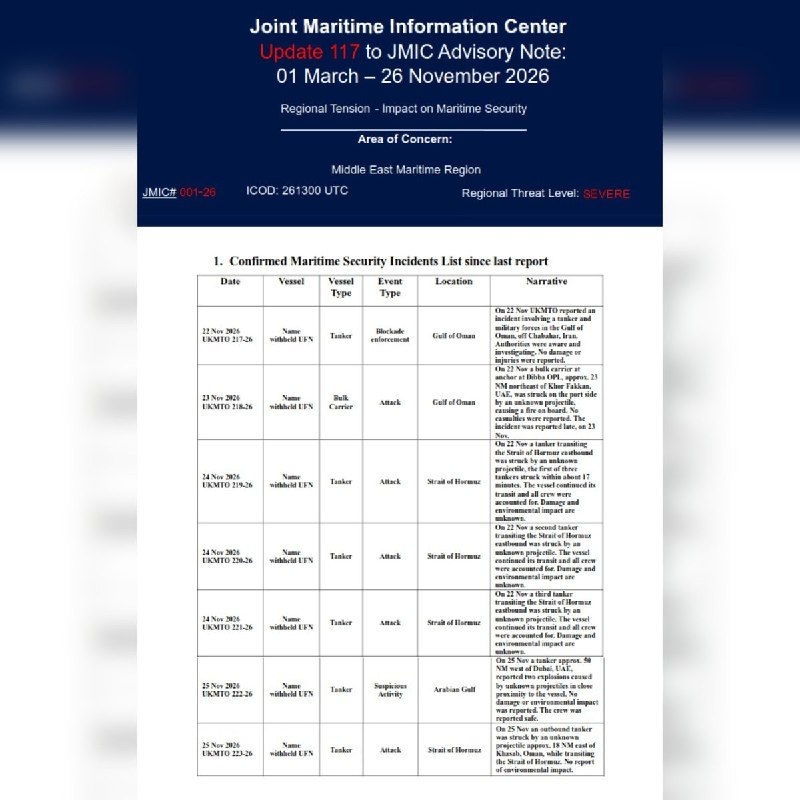 Joint Maritime Information Center
Update 117 to JMIC Advisory Note:
01 March – 26 November 2026
Regional Tension - Impact on Maritime Security
Area of Concern:
Middle East Maritime Region
JMIC# 001-26 ICOD: 261300 UTC Regional Threat Level: SEVERE
1. Confirmed Maritime Security Incidents List since last report
Date Vessel Vessel Type Event Type Location Narrative
22 Nov 2026
UKMTO 217-26
Name
withheld UFN
Tanker
Blockade
enforcement
Gulf of Oman
On 22 Nov UKMTO reported an
incident involving a tanker and
military forces in the Gulf of
Oman, off Chabahar, Iran.
Authorities were aware and
investigating. No damage or
injuries were reported.
23 Nov 2026
UKMTO 218-26
Name
withheld UFN
Bulk
Carrier
Attack
Gulf of Oman
On 22 Nov a bulk carrier at
anchor at Dibba OPL, approx. 23
NM northeast of Khor Fakkan,
UAE, was struck on the port side
by an unknown projectile,
causing a fire on board. No
casualties were reported. The
incident was reported late, on 23
Nov.
24 Nov 2026
UKMTO 219-26
Name
withheld UFN
Tanker
Attack
Strait of Hormuz
On 22 Nov a tanker transiting
the Strait of Hormuz eastbound
was struck by an unknown
projectile, the first of three
tankers struck within about 17
minutes. The vessel continued its
transit and all crew were
accounted for. Damage and
environmental impact are
unknown.
24 Nov 2026
UKMTO 220-26
Name
withheld UFN
Tanker
Attack
Strait of Hormuz
On 22 Nov a second tanker
transiting the Strait of Hormuz
eastbound was struck by an
unknown projectile. The vessel
continued its transit and all crew
were accounted for. Damage and
environmental impact are
unknown.
24 Nov 2026
UKMTO 221-26
Name
withheld UFN
Tanker
Attack
Strait of Hormuz
On 22 Nov a third tanker
transiting the Strait of Hormuz
eastbound was struck by an
unknown projectile. The vessel
continued its transit and all crew
were accounted for. Damage and
environmental impact are
unknown.
25 Nov 2026
UKMTO 222-26
Name
withheld UFN
Tanker
Suspicious
Activity
Arabian Gulf
On 25 Nov a tanker approx. 50
NM west of Dubai, UAE,
reported two explosions caused
by unknown projectiles in close
proximity to the vessel. No
damage or environmental impact
was reported. The crew was
reported safe.
25 Nov 2026
UKMTO 223-26
Name
withheld UFN
Tanker
Attack
Strait of Hormuz
On 25 Nov an outbound tanker
was struck by an unknown
projectile approx. 18 NM east of
Khasab, Oman, while transiting
the Strait of Hormuz. No report
of environmental impact.